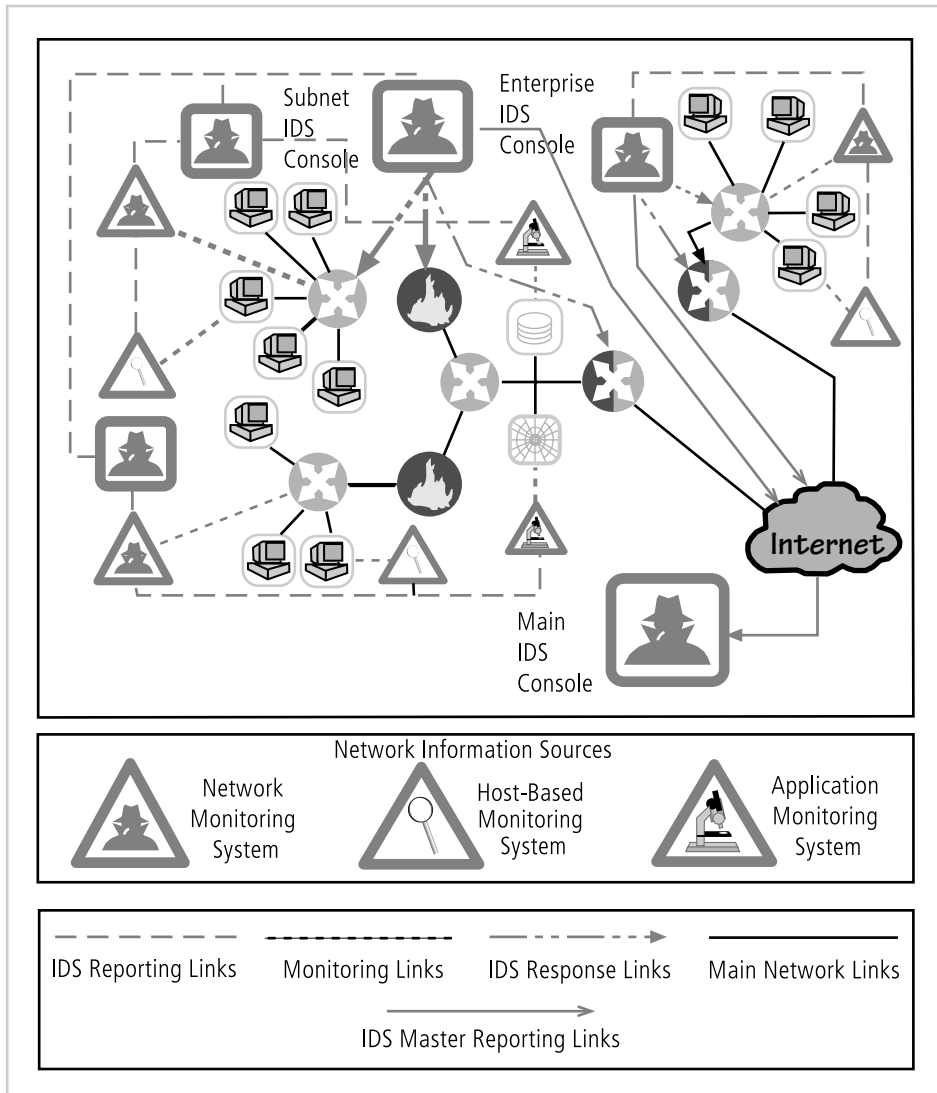 Subnet
IDS
Console
Enterprise
IDS
Console
Internet
Main
IDS
Console
Network Information Sources
Network
Monitoring
System
Host-Based
Monitoring
System
Application
Monitoring
System
IDS Reporting Links
Monitoring Links
IDS Response Links
Main Network Links
IDS Master Reporting Links